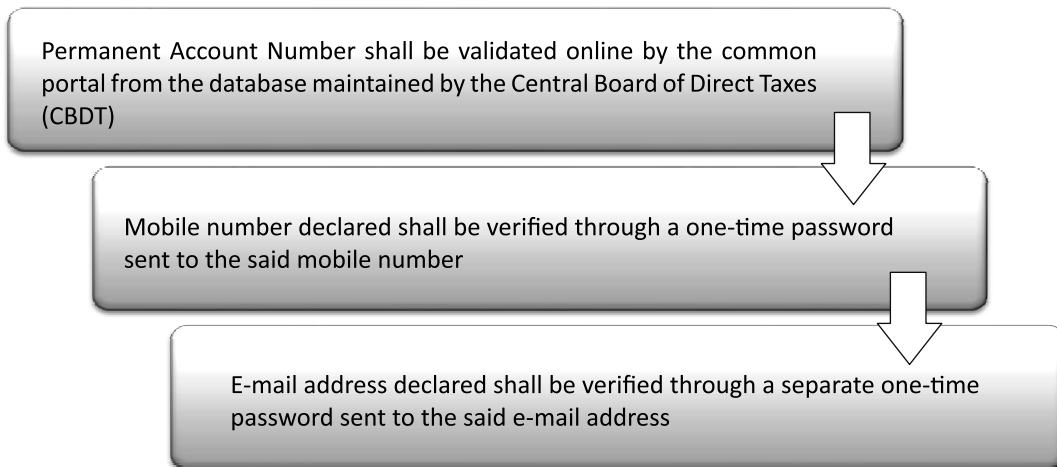 Permanent Account Number shall be validated online by the common
portal from the database maintained by the Central Board of Direct Taxes
(CBDT)
Mobile number declared shall be verified through a one-time password
sent to the said mobile number
E-mail address declared shall be verified through a separate one-time
password sent to the said e-mail address